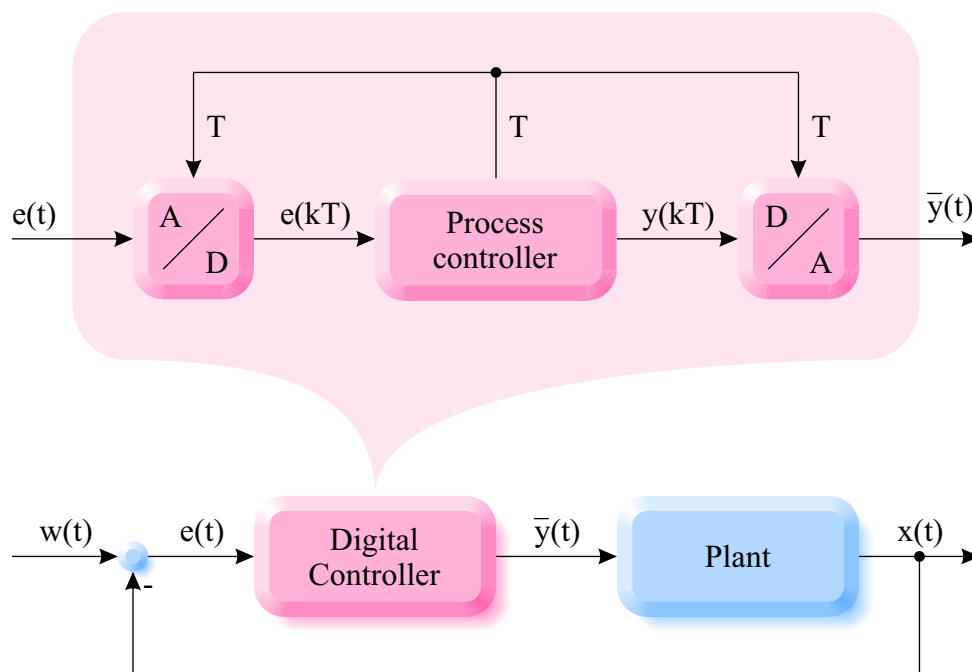 T
T
T
e(t)
A
D
e(kT)
Process
controller
y(kT)
D
A
y̅(t)
w(t)
e(t)
Digital
Controller
y̅(t)
Plant
x(t)
-